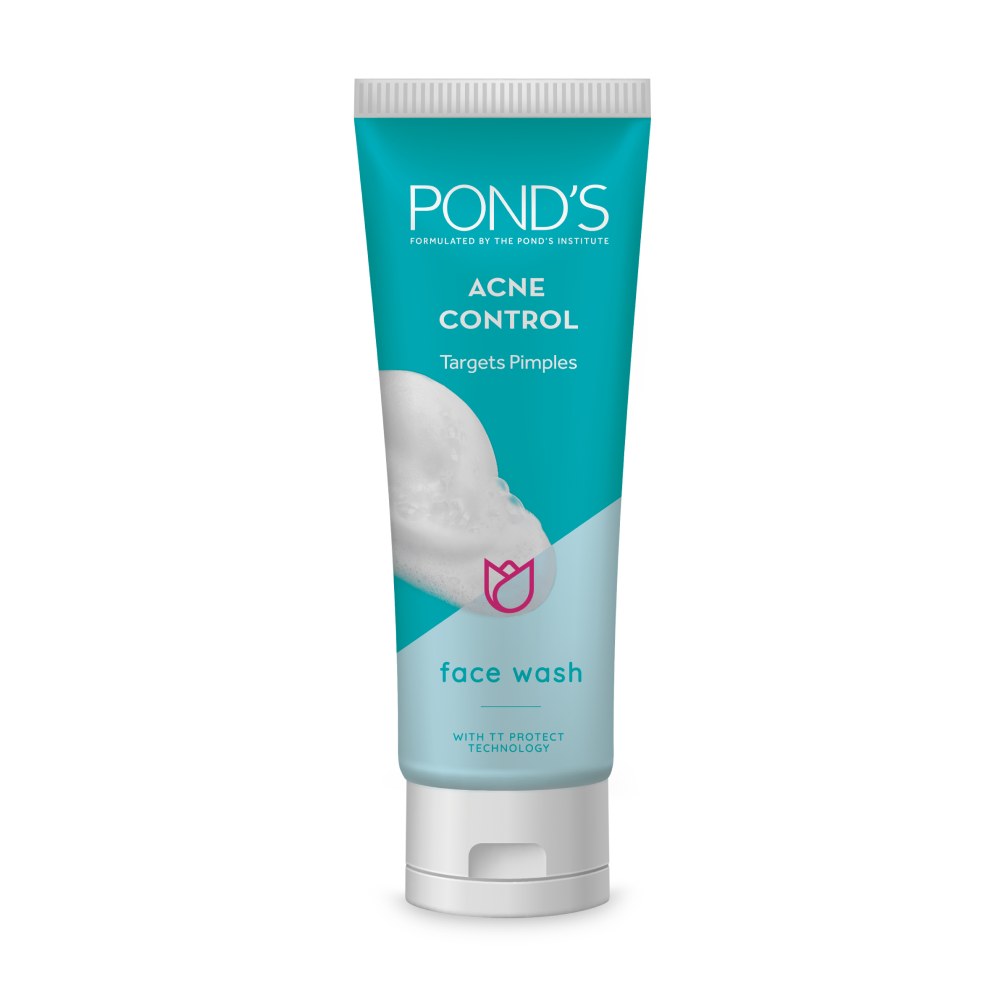 POND'S
FORMULATED BY THE POND'S INSTITUTE
ACNE
CONTROL
Targets Pimples
face wash
WITH TT PROTECT
TECHNOLOGY